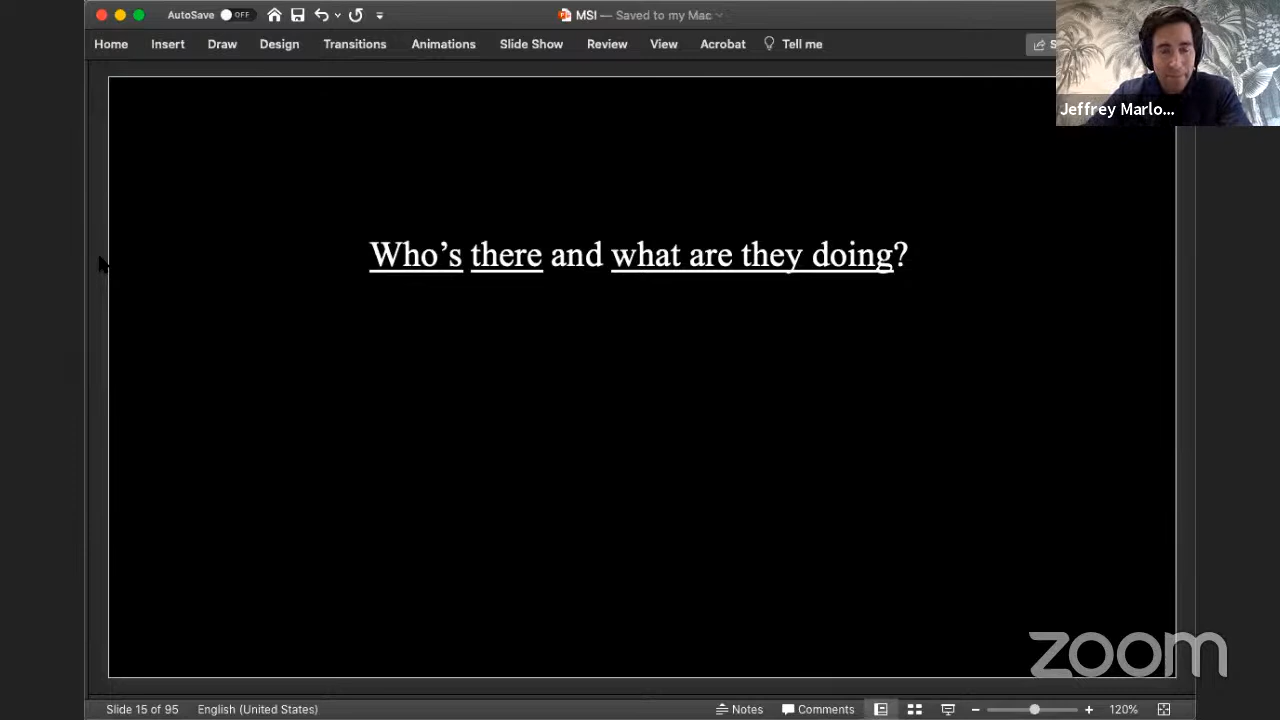 AutoSave OFF
MSI — Saved to my Mac
Home Insert Draw Design Transitions Animations Slide Show Review View Acrobat Tell me S
Jeffrey Marlo...
Who's there and what are they doing?
zoom
Slide 15 of 95 English (United States) Notes Comments 120%